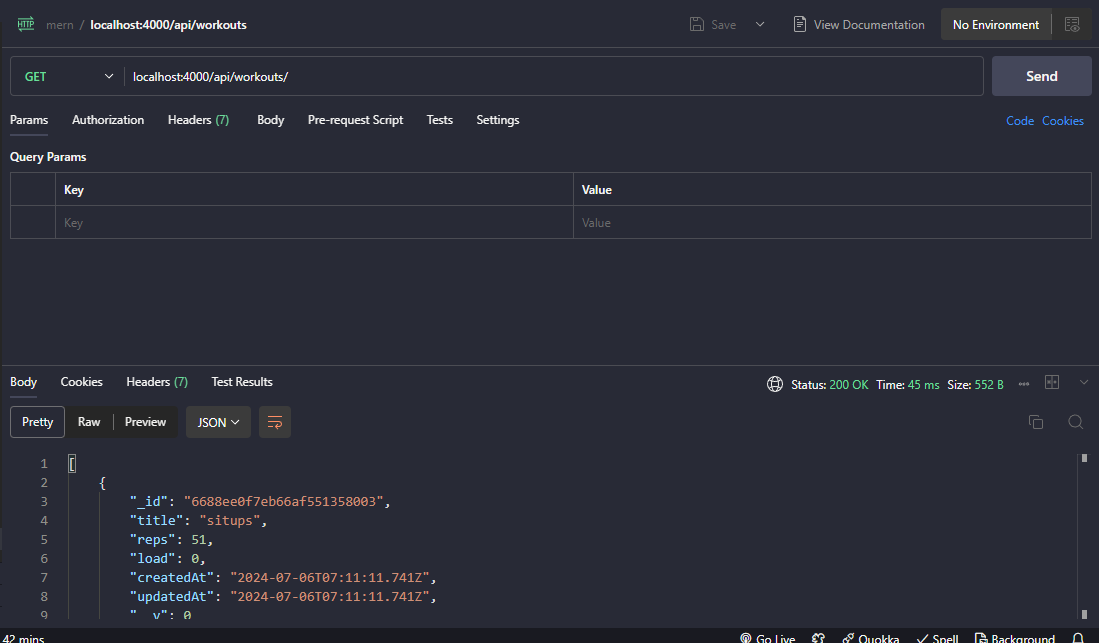 HTTP mern / localhost:4000/api/workouts Save View Documentation No Environment
GET localhost:4000/api/workouts/ Send
Params Authorization Headers (7) Body Pre-request Script Tests Settings Code Cookies
Query Params
Key Value
Key Value
Body Cookies Headers (7) Test Results Status: 200 OK Time: 45 ms Size: 552 B
Pretty Raw Preview JSON
1 [
2 {
3 "_id": "6688ee0f7eb66af551358003",
4 "title": "situps",
5 "reps": 51,
6 "load": 0,
7 "createdAt": "2024-07-06T07:11:11.741Z",
8 "updatedAt": "2024-07-06T07:11:11.741Z",
9 "__v": 0
42 mins Go Live Quokka Spell Background